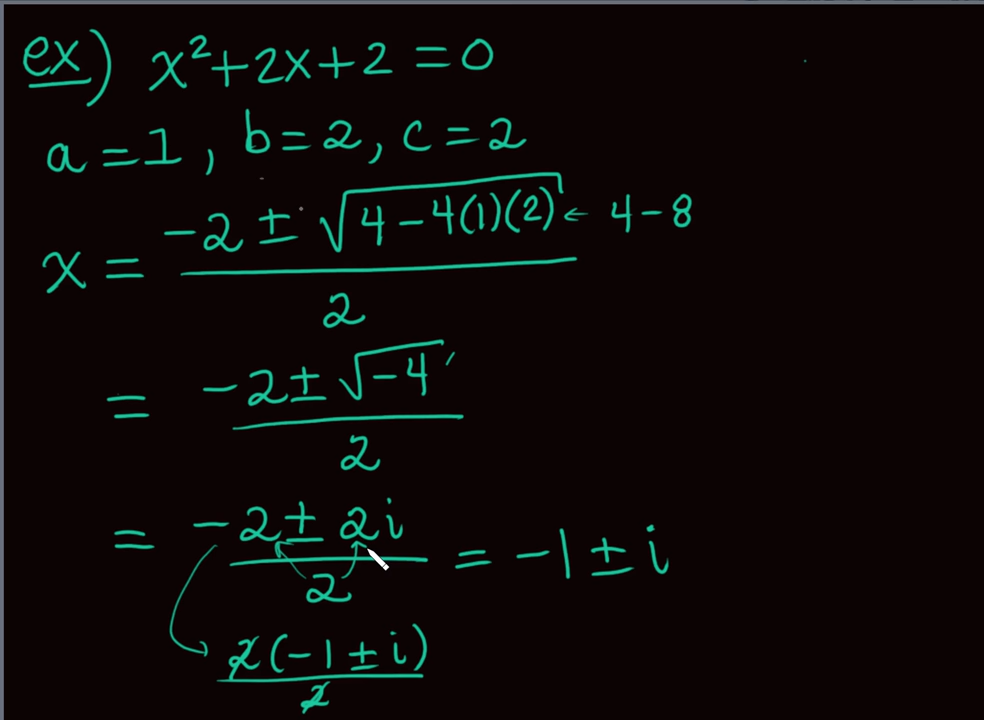 ex) x²+2x+2=0
a=1, b=2, c=2
x = (-2 ± √(4-4(1)(2)))/2 ← 4-8
= (-2 ± √-4)/2
= (-2 ± 2i)/2 = -1 ± i
2(-1 ± i)/2